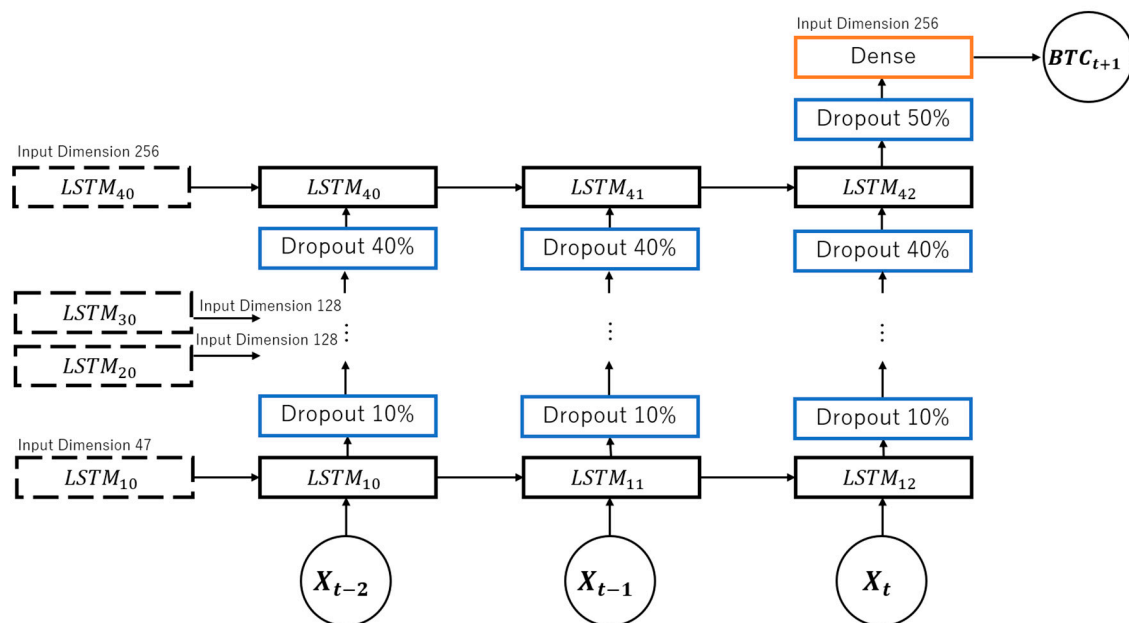 Input Dimension 256
Dense
BTC_{t+1}
Dropout 50%
Input Dimension 256
LSTM_{40}
LSTM_{40}
LSTM_{41}
LSTM_{42}
Dropout 40%
Dropout 40%
Dropout 40%
LSTM_{30}
Input Dimension 128
...
...
...
LSTM_{20}
Input Dimension 128
Dropout 10%
Dropout 10%
Dropout 10%
Input Dimension 47
LSTM_{10}
LSTM_{10}
LSTM_{11}
LSTM_{12}
X_{t-2}
X_{t-1}
X_t